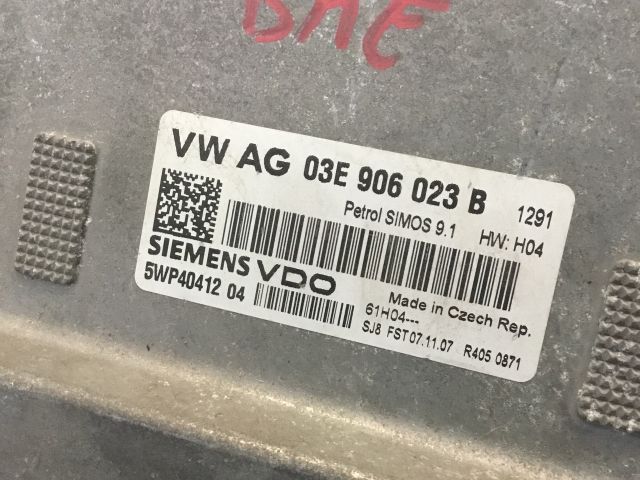 BAE
VW AG 03E 906 023 B 1291
Petrol SIMOS 9.1 HW: H04
SIEMENS VDO
5WP40412 04
Made in Czech Rep.
61H04---
SJ8 FST 07.11.07 R405 0871